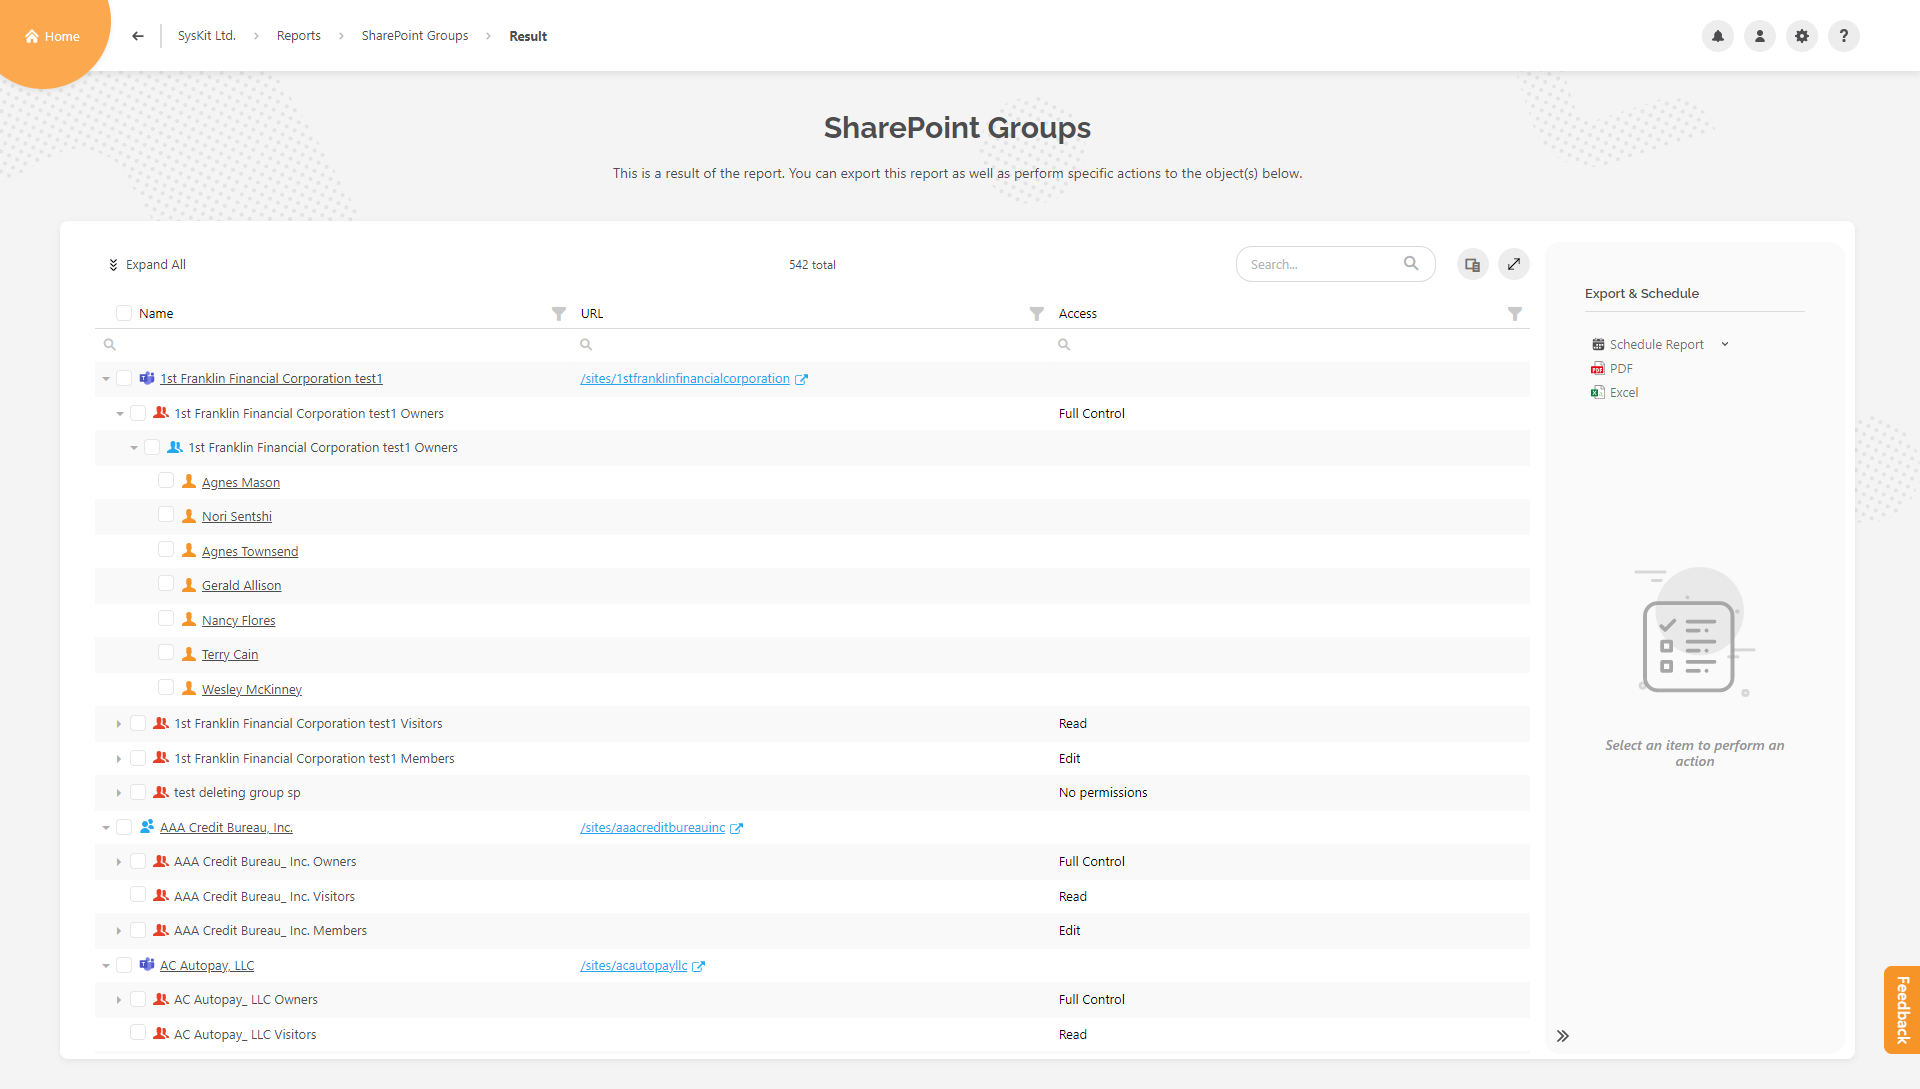 Home
SysKit Ltd. Reports SharePoint Groups Result
SharePoint Groups
This is a result of the report. You can export this report as well as perform specific actions to the object(s) below.
Expand All 542 total Search...
Name URL Access
1st Franklin Financial Corporation test1 /sites/1stfranklinfinancialcorporation
1st Franklin Financial Corporation test1 Owners Full Control
1st Franklin Financial Corporation test1 Owners
Agnes Mason
Nori Sentshi
Agnes Townsend
Gerald Allison
Nancy Flores
Terry Cain
Wesley McKinney
1st Franklin Financial Corporation test1 Visitors Read
1st Franklin Financial Corporation test1 Members Edit
test deleting group sp No permissions
AAA Credit Bureau, Inc. /sites/aaacreditbureauinc
AAA Credit Bureau_ Inc. Owners Full Control
AAA Credit Bureau_ Inc. Visitors Read
AAA Credit Bureau_ Inc. Members Edit
AC Autopay, LLC /sites/acautopayllc
AC Autopay_ LLC Owners Full Control
AC Autopay_ LLC Visitors Read
Export & Schedule
Schedule Report
PDF
Excel
Select an item to perform an
action
Feedback